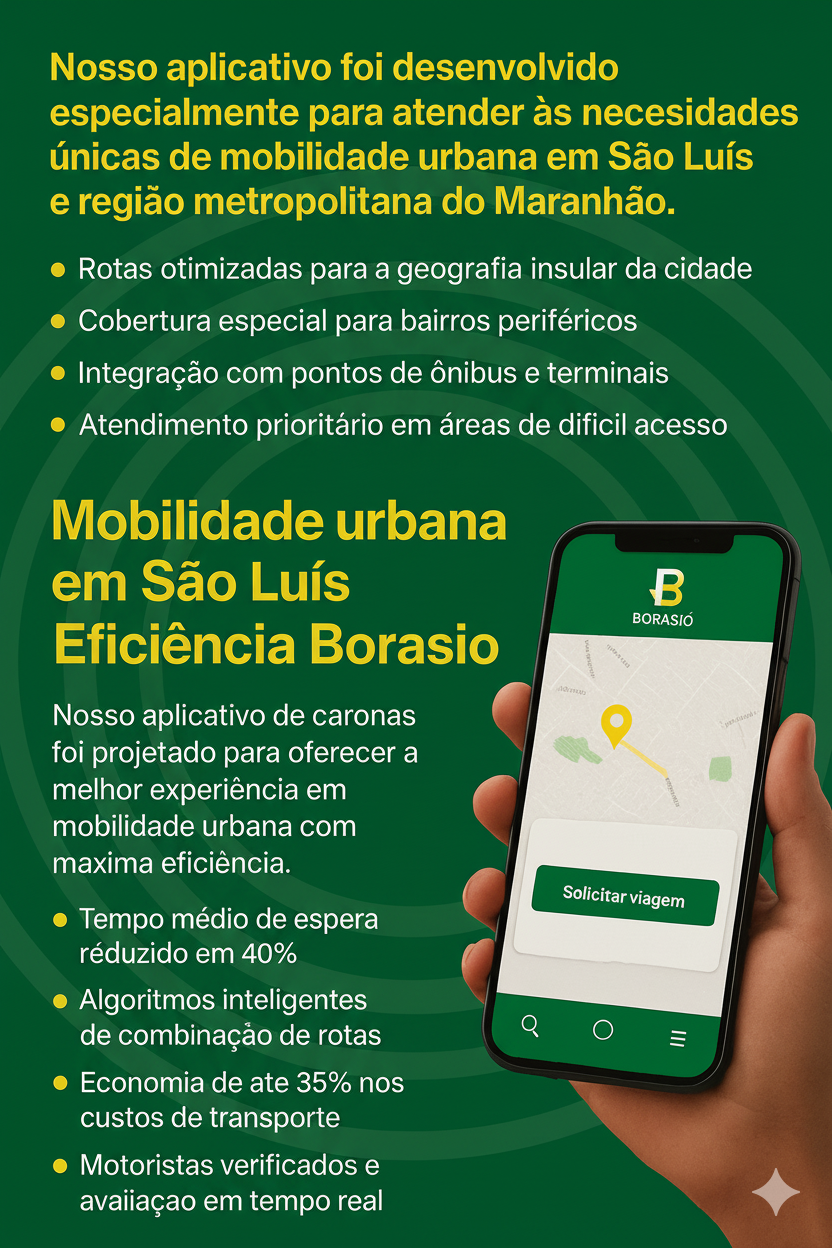 Nosso aplicativo foi desenvolvido
especialmente para atender às necesidades
únicas de mobilidade urbana em São Luís
e região metropolitana do Maranhão.
Rotas otimizadas para a geografia insular da cidade
Cobertura especial para bairros periféricos
Integração com pontos de ônibus e terminais
Atendimento prioritário em áreas de dificil acesso
Mobilidade urbana
em São Luís
Eficiência Borasio
Nosso aplicativo de caronas
foi projetado para oferecer a
melhor experiência em
mobilidade urbana com
maxima eficiência.
Tempo médio de espera
réduzido em 40%
Algoritmos inteligentes
de combinação de rotas
Economia de ate 35% nos
custos de transporte
Motoristas verificados e
avaiiaçao em tempo real
B
BORASIÓ
Solicitar viagem